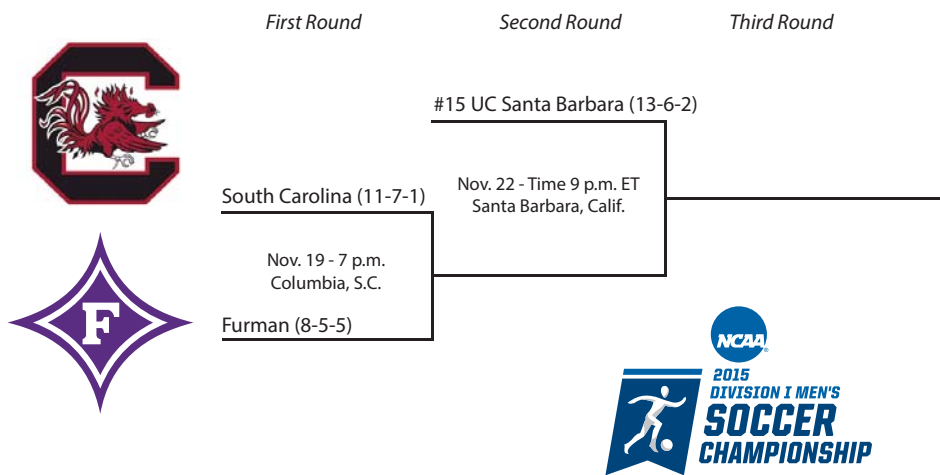 First Round
Second Round
Third Round
#15 UC Santa Barbara (13-6-2)
Nov. 22 - Time 9 p.m. ET
Santa Barbara, Calif.
South Carolina (11-7-1)
Nov. 19 - 7 p.m.
Columbia, S.C.
Furman (8-5-5)
C
F
NCAA®
2015
DIVISION I MEN'S
SOCCER
CHAMPIONSHIP